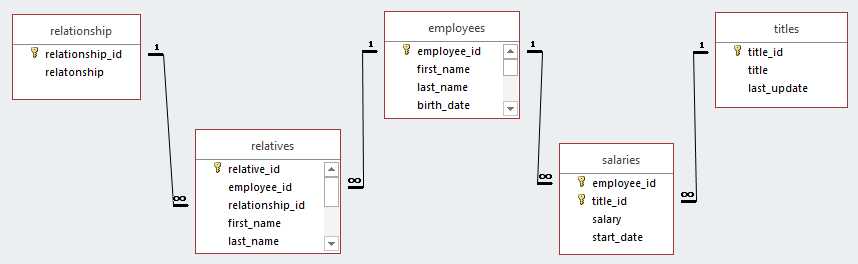 relationship
relationship_id
relatonship
employees
employee_id
first_name
last_name
birth_date
titles
title_id
title
last_update
relatives
relative_id
employee_id
relationship_id
first_name
last_name
salaries
employee_id
title_id
salary
start_date
1
∞
1
∞
1
∞
1
∞